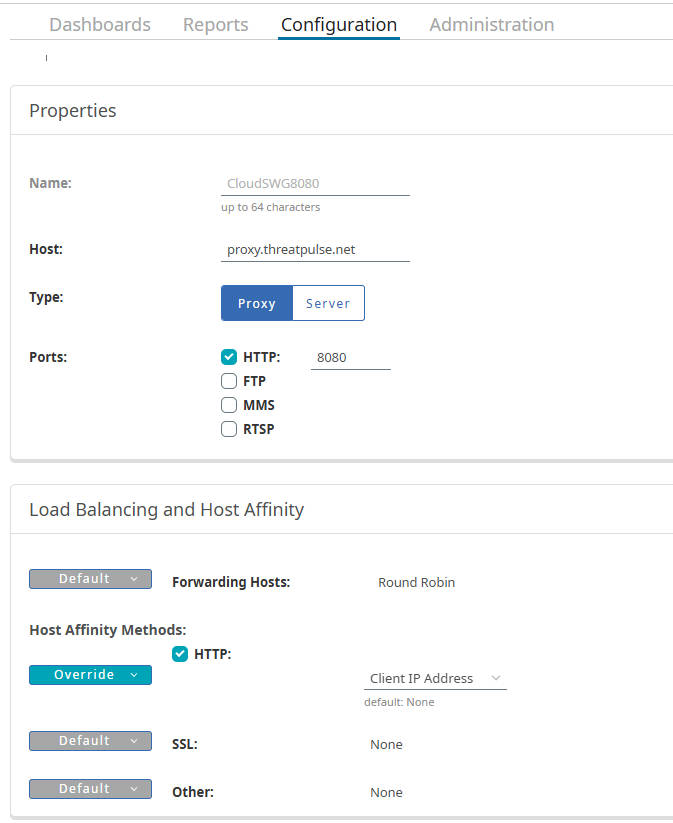 Dashboards Reports Configuration Administration
Properties
Name: CloudSWG8080
up to 64 characters
Host: proxy.threatpulse.net
Type: Proxy Server
Ports: HTTP: 8080
FTP
MMS
RTSP
Load Balancing and Host Affinity
Default Forwarding Hosts: Round Robin
Host Affinity Methods:
HTTP:
Override Client IP Address
default: None
Default SSL: None
Default Other: None